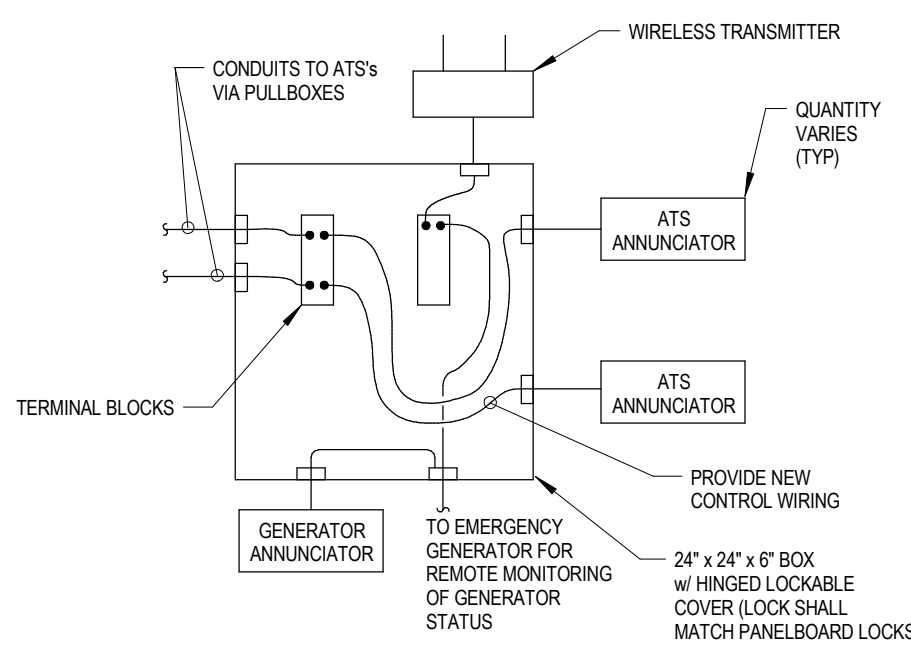 WIRELESS TRANSMITTER
CONDUITS TO ATS's
VIA PULLBOXES
QUANTITY
VARIES
(TYP)
ATS
ANNUNCIATOR
ATS
ANNUNCIATOR
TERMINAL BLOCKS
PROVIDE NEW
CONTROL WIRING
GENERATOR
ANNUNCIATOR
TO EMERGENCY
GENERATOR FOR
REMOTE MONITORING
OF GENERATOR
STATUS
24" x 24" x 6" BOX
w/ HINGED LOCKABLE
COVER (LOCK SHALL
MATCH PANELBOARD LOCKS